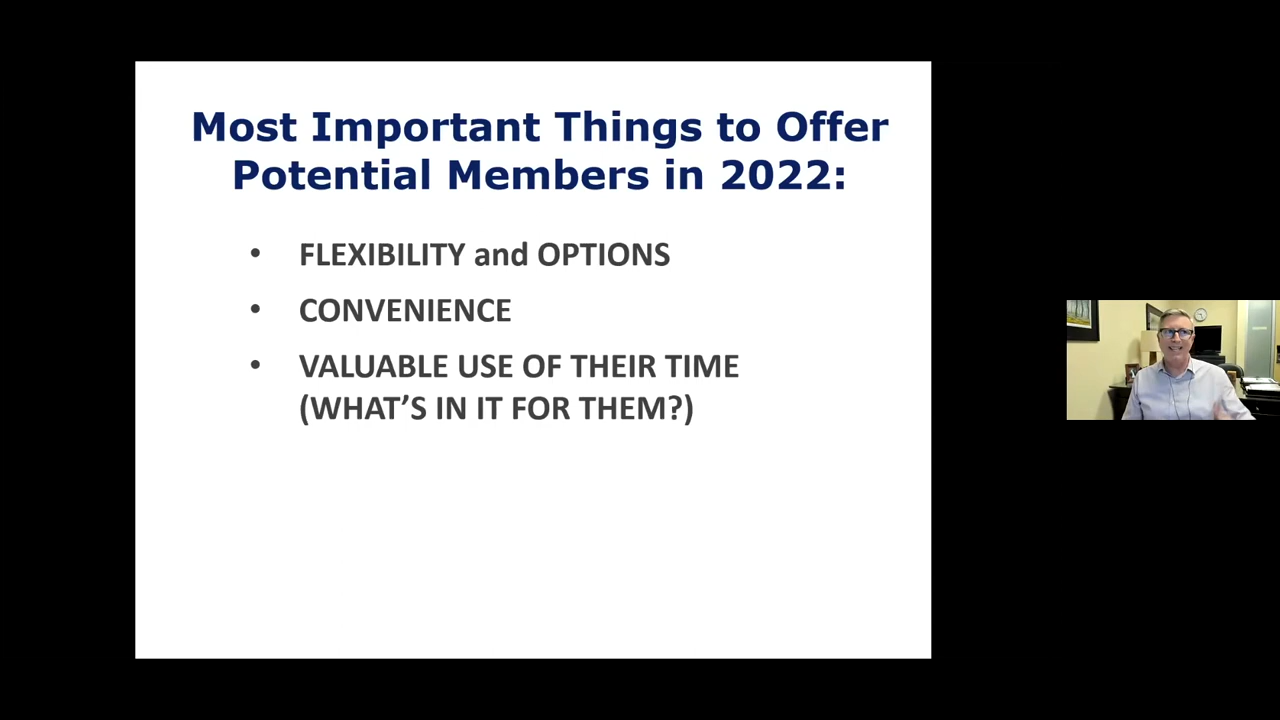 Most Important Things to Offer
Potential Members in 2022:
• FLEXIBILITY and OPTIONS
• CONVENIENCE
• VALUABLE USE OF THEIR TIME
(WHAT’S IN IT FOR THEM?)